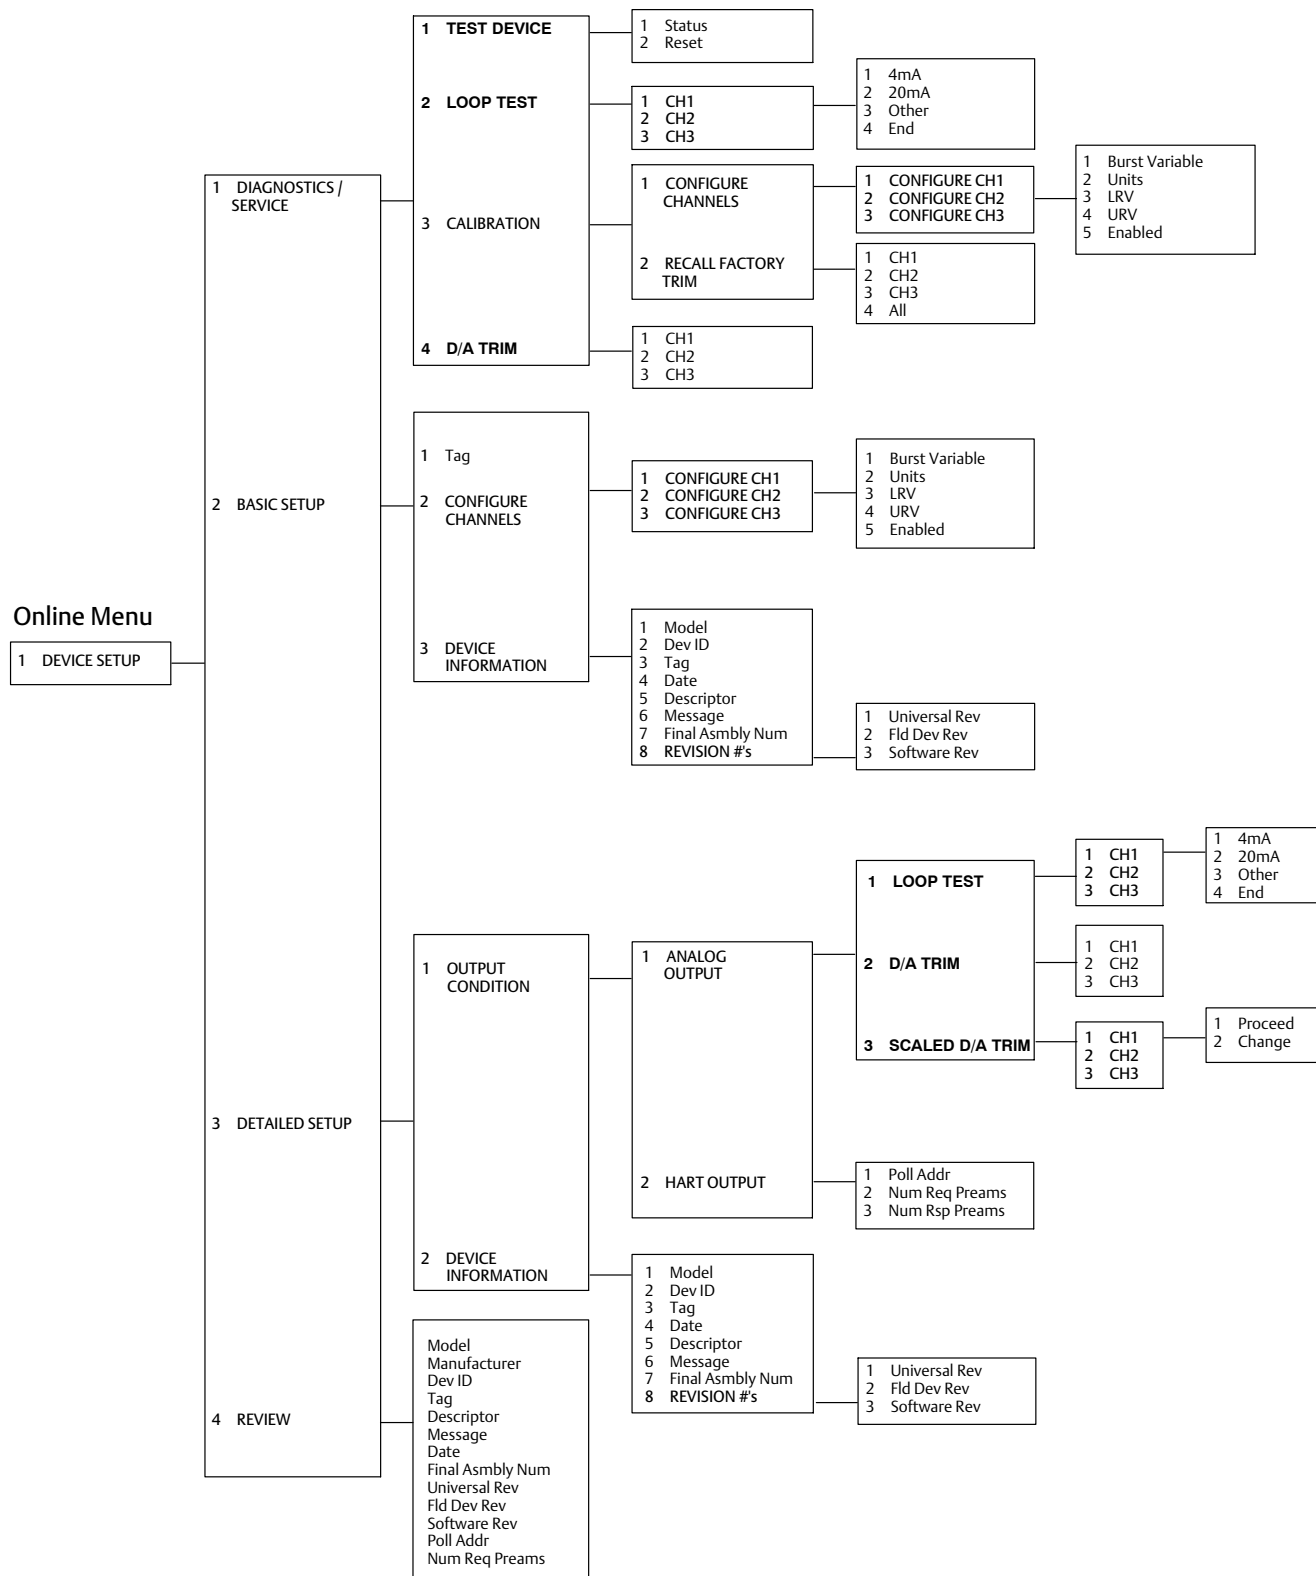 Online Menu
1 DEVICE SETUP
1 DIAGNOSTICS /
SERVICE
2 BASIC SETUP
3 DETAILED SETUP
4 REVIEW
1 TEST DEVICE
2 LOOP TEST
3 CALIBRATION
4 D/A TRIM
1 Status
2 Reset
1 CH1
2 CH2
3 CH3
1 4mA
2 20mA
3 Other
4 End
1 CONFIGURE
CHANNELS
2 RECALL FACTORY
TRIM
1 CONFIGURE CH1
2 CONFIGURE CH2
3 CONFIGURE CH3
1 Burst Variable
2 Units
3 LRV
4 URV
5 Enabled
1 CH1
2 CH2
3 CH3
4 All
1 CH1
2 CH2
3 CH3
1 Tag
2 CONFIGURE
CHANNELS
3 DEVICE
INFORMATION
1 CONFIGURE CH1
2 CONFIGURE CH2
3 CONFIGURE CH3
1 Burst Variable
2 Units
3 LRV
4 URV
5 Enabled
1 Model
2 Dev ID
3 Tag
4 Date
5 Descriptor
6 Message
7 Final Asmbly Num
8 REVISION #'s
1 Universal Rev
2 Fld Dev Rev
3 Software Rev
1 OUTPUT
CONDITION
2 DEVICE
INFORMATION
1 ANALOG
OUTPUT
2 HART OUTPUT
1 LOOP TEST
2 D/A TRIM
3 SCALED D/A TRIM
1 CH1
2 CH2
3 CH3
1 4mA
2 20mA
3 Other
4 End
1 CH1
2 CH2
3 CH3
1 CH1
2 CH2
3 CH3
1 Proceed
2 Change
1 Poll Addr
2 Num Req Preams
3 Num Rsp Preams
1 Model
2 Dev ID
3 Tag
4 Date
5 Descriptor
6 Message
7 Final Asmbly Num
8 REVISION #'s
1 Universal Rev
2 Fld Dev Rev
3 Software Rev
Model
Manufacturer
Dev ID
Tag
Descriptor
Message
Date
Final Asmbly Num
Universal Rev
Fld Dev Rev
Software Rev
Poll Addr
Num Req Preams